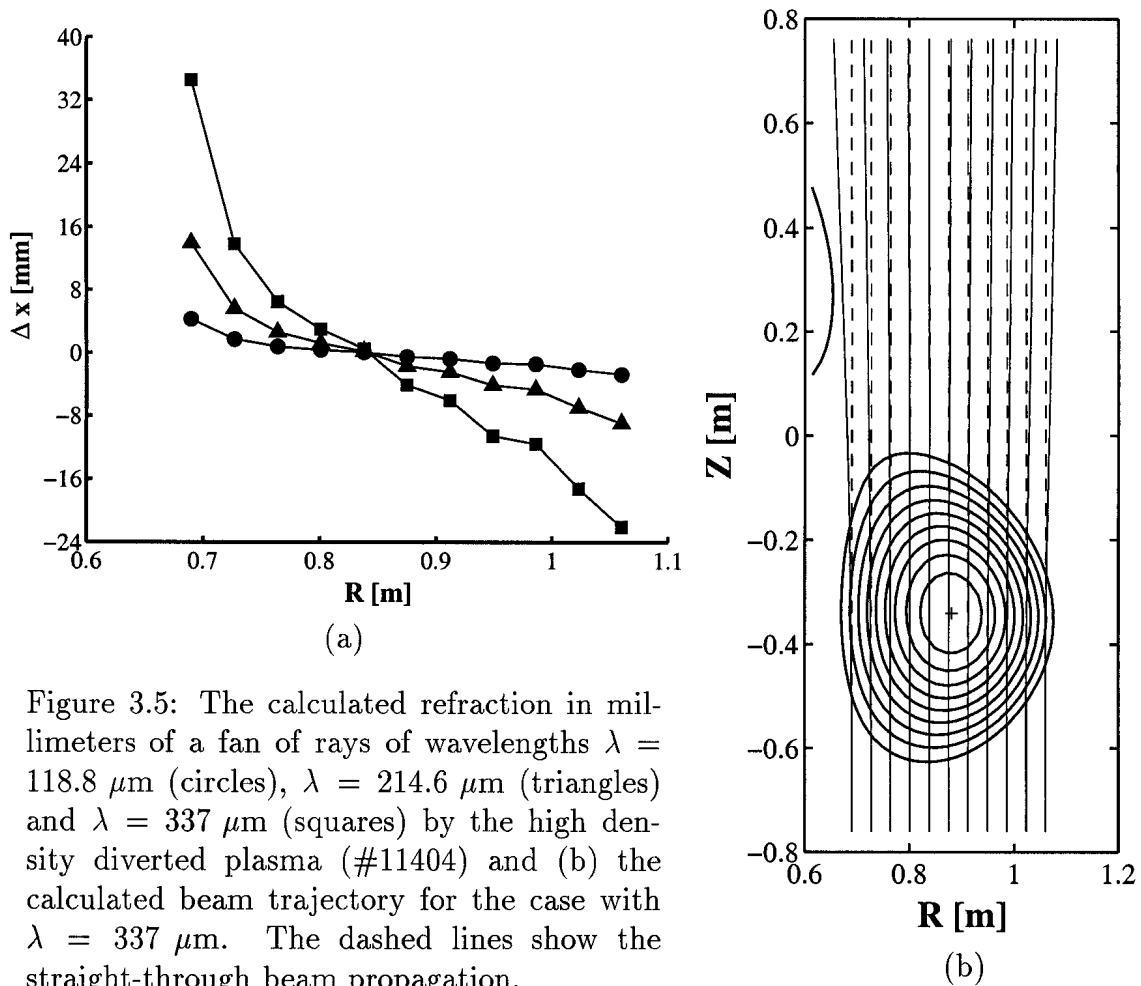 40
32
24
16
8
0
−8
−16
−24
0.6
0.7
0.8
0.9
1
1.1
Δ x [mm]
R [m]
(a)
0.8
0.6
0.4
0.2
0
−0.2
−0.4
−0.6
−0.8
0.6
0.8
1
1.2
Z [m]
R [m]
(b)
Figure 3.5: The calculated refraction in mil-
limeters of a fan of rays of wavelengths λ =
118.8 μm (circles), λ = 214.6 μm (triangles)
and λ = 337 μm (squares) by the high den-
sity diverted plasma (#11404) and (b) the
calculated beam trajectory for the case with
λ = 337 μm. The dashed lines show the
straight-through beam propagation.